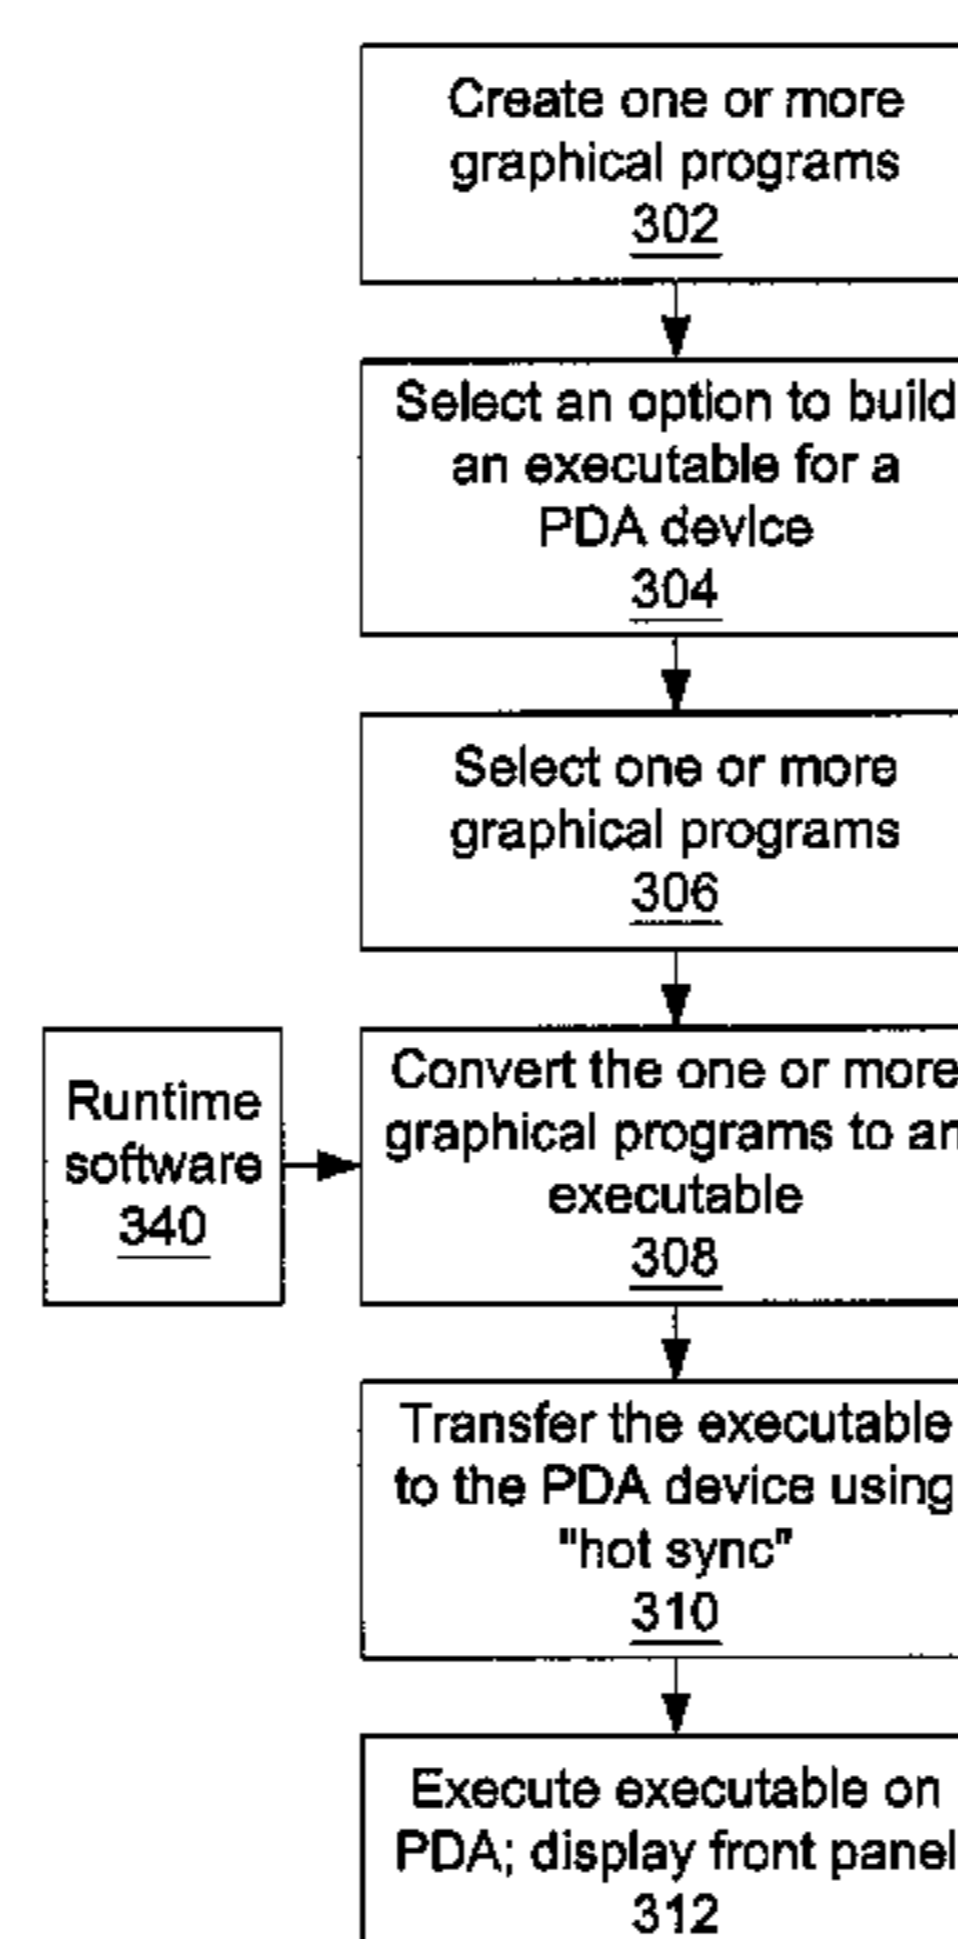 Create one or more
graphical programs
302
Select an option to build
an executable for a
PDA device
304
Select one or more
graphical programs
306
Runtime
software
340
Convert the one or more
graphical programs to an
executable
308
Transfer the executable
to the PDA device using
"hot sync"
310
Execute executable on
PDA; display front panel
312